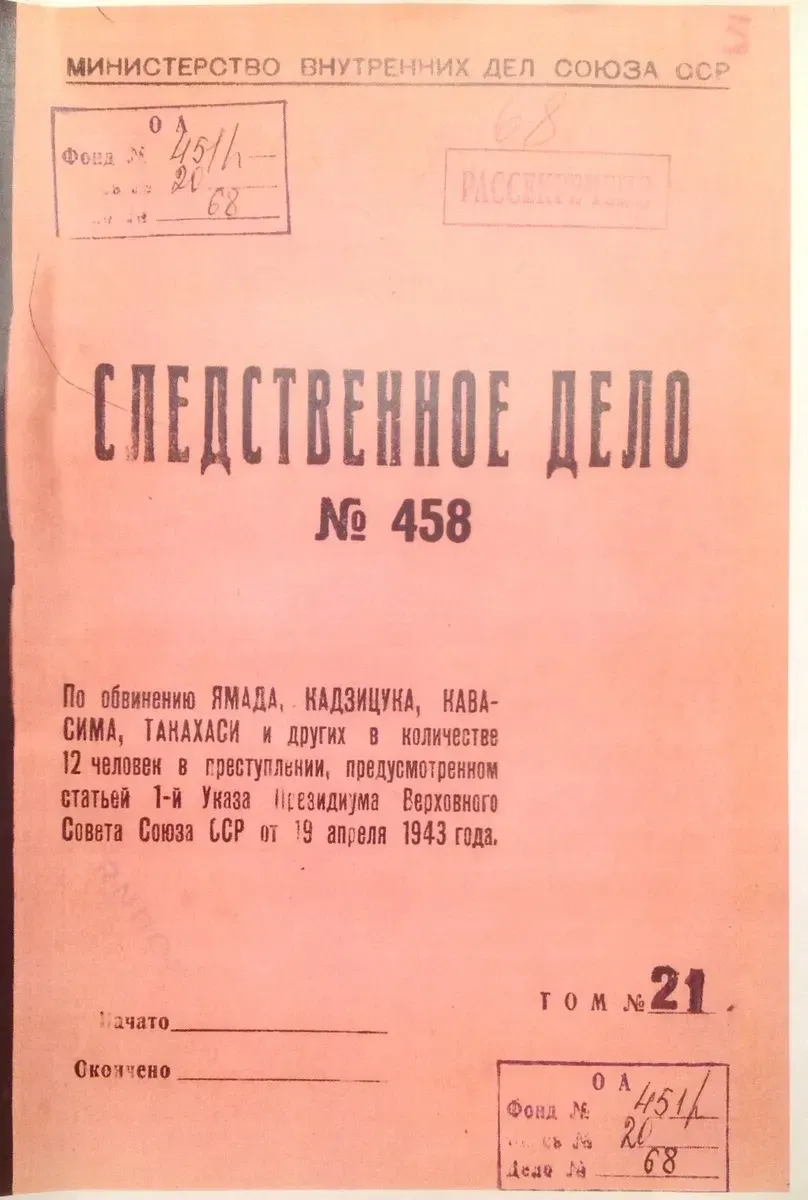 МИНИСТЕРСТВО ВНУТРЕННИХ ДЕЛ СОЮЗА ССР
О А
Фонд № 451/п
20
68
68
РАССЕКРЕЧЕНО
СЛЕДСТВЕННОЕ ДЕЛО
№ 458
По обвинению ЯМАДА, КАДЗИЦУКА, КАВА-
СИМА, ТАКАХАСИ и других в количестве
12 человек в преступлении, предусмотренном
статьей 1-й Указа Президиума Верховного
Совета Союза ССР от 19 апреля 1943 года.
ТОМ № 21.
Начато
Окончено
О А
Фонд № 451/п
20
Дело № 68